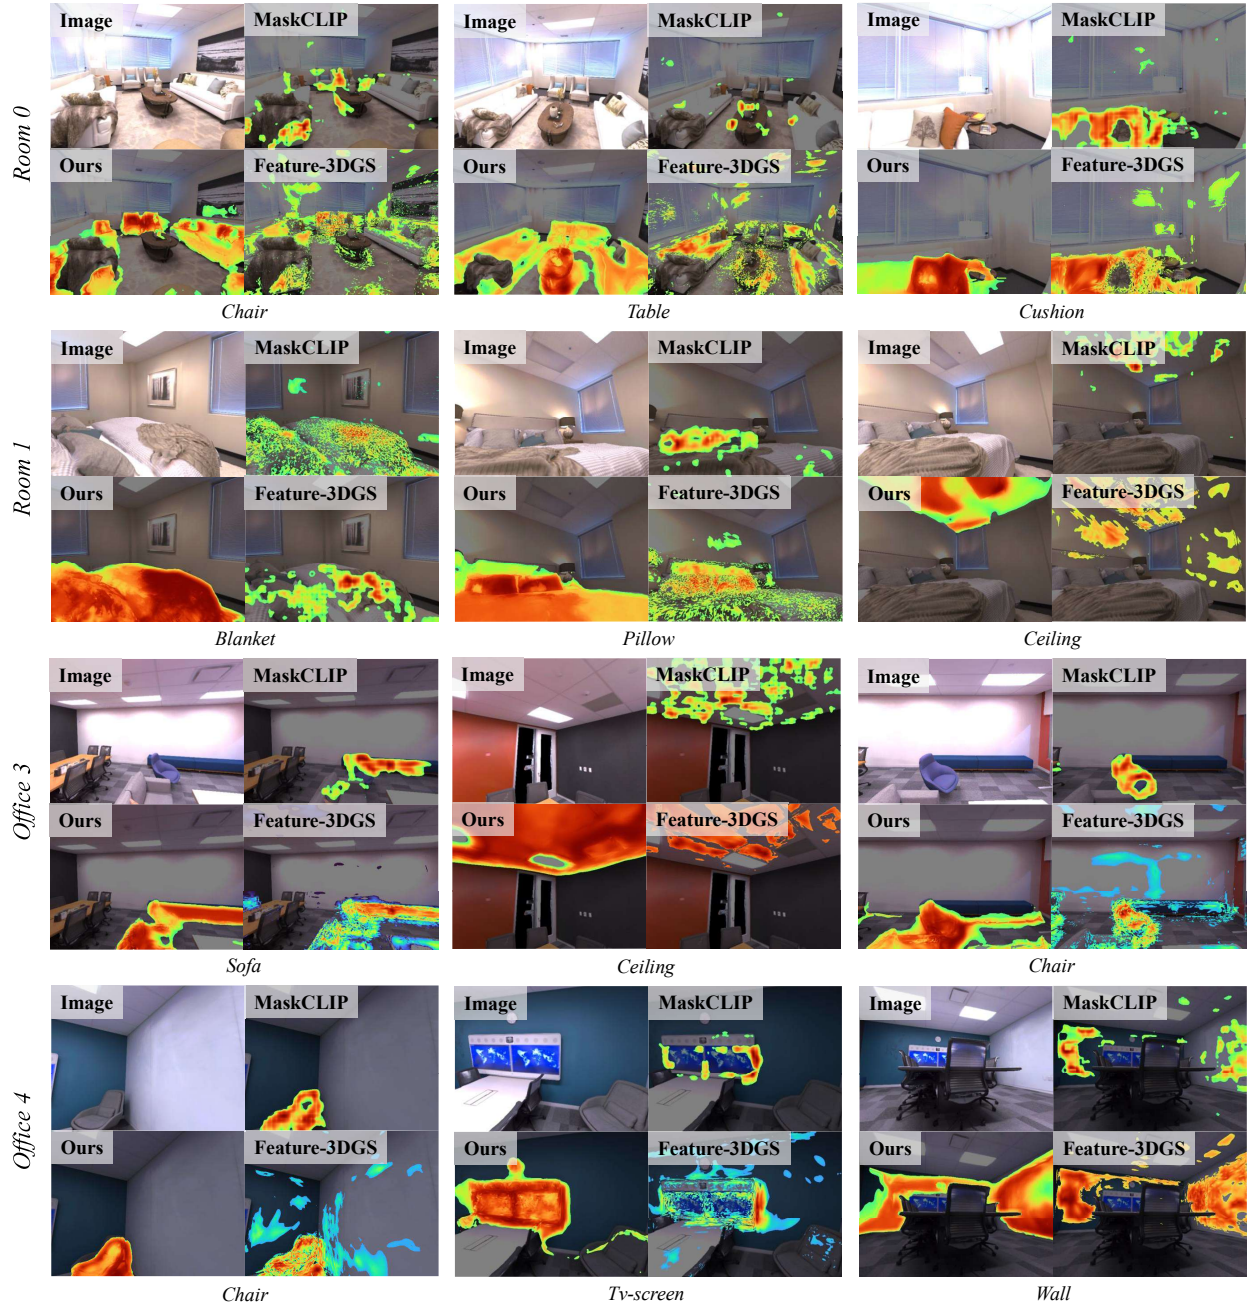 Room 0
Image MaskCLIP Image MaskCLIP Image MaskCLIP
Ours Feature-3DGS Ours Feature-3DGS Ours Feature-3DGS
Chair Table Cushion
Room 1
Image MaskCLIP Image MaskCLIP Image MaskCLIP
Ours Feature-3DGS Ours Feature-3DGS Ours Feature-3DGS
Blanket Pillow Ceiling
Office 3
Image MaskCLIP Image MaskCLIP Image MaskCLIP
Ours Feature-3DGS Ours Feature-3DGS Ours Feature-3DGS
Sofa Ceiling Chair
Office 4
Image MaskCLIP Image MaskCLIP Image MaskCLIP
Ours Feature-3DGS Ours Feature-3DGS Ours Feature-3DGS
Chair Tv-screen Wall